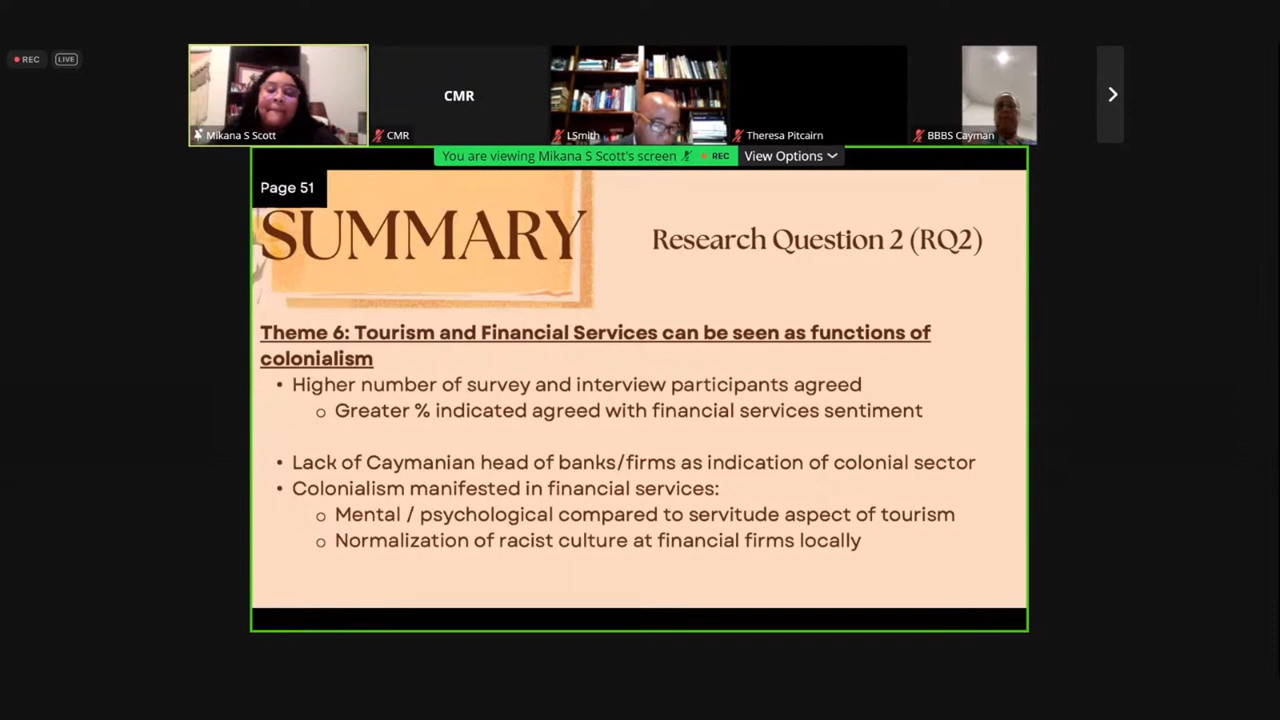 REC
LIVE
CMR
Mikana S Scott
CMR
LSmith
Theresa Pitcairn
BBBS Cayman
You are viewing Mikana S Scott's screen
REC
View Options
Page 51
SUMMARY
Research Question 2 (RQ2)
Theme 6: Tourism and Financial Services can be seen as functions of
colonialism
• Higher number of survey and interview participants agreed
o Greater % indicated agreed with financial services sentiment
• Lack of Caymanian head of banks/firms as indication of colonial sector
• Colonialism manifested in financial services:
o Mental / psychological compared to servitude aspect of tourism
o Normalization of racist culture at financial firms locally